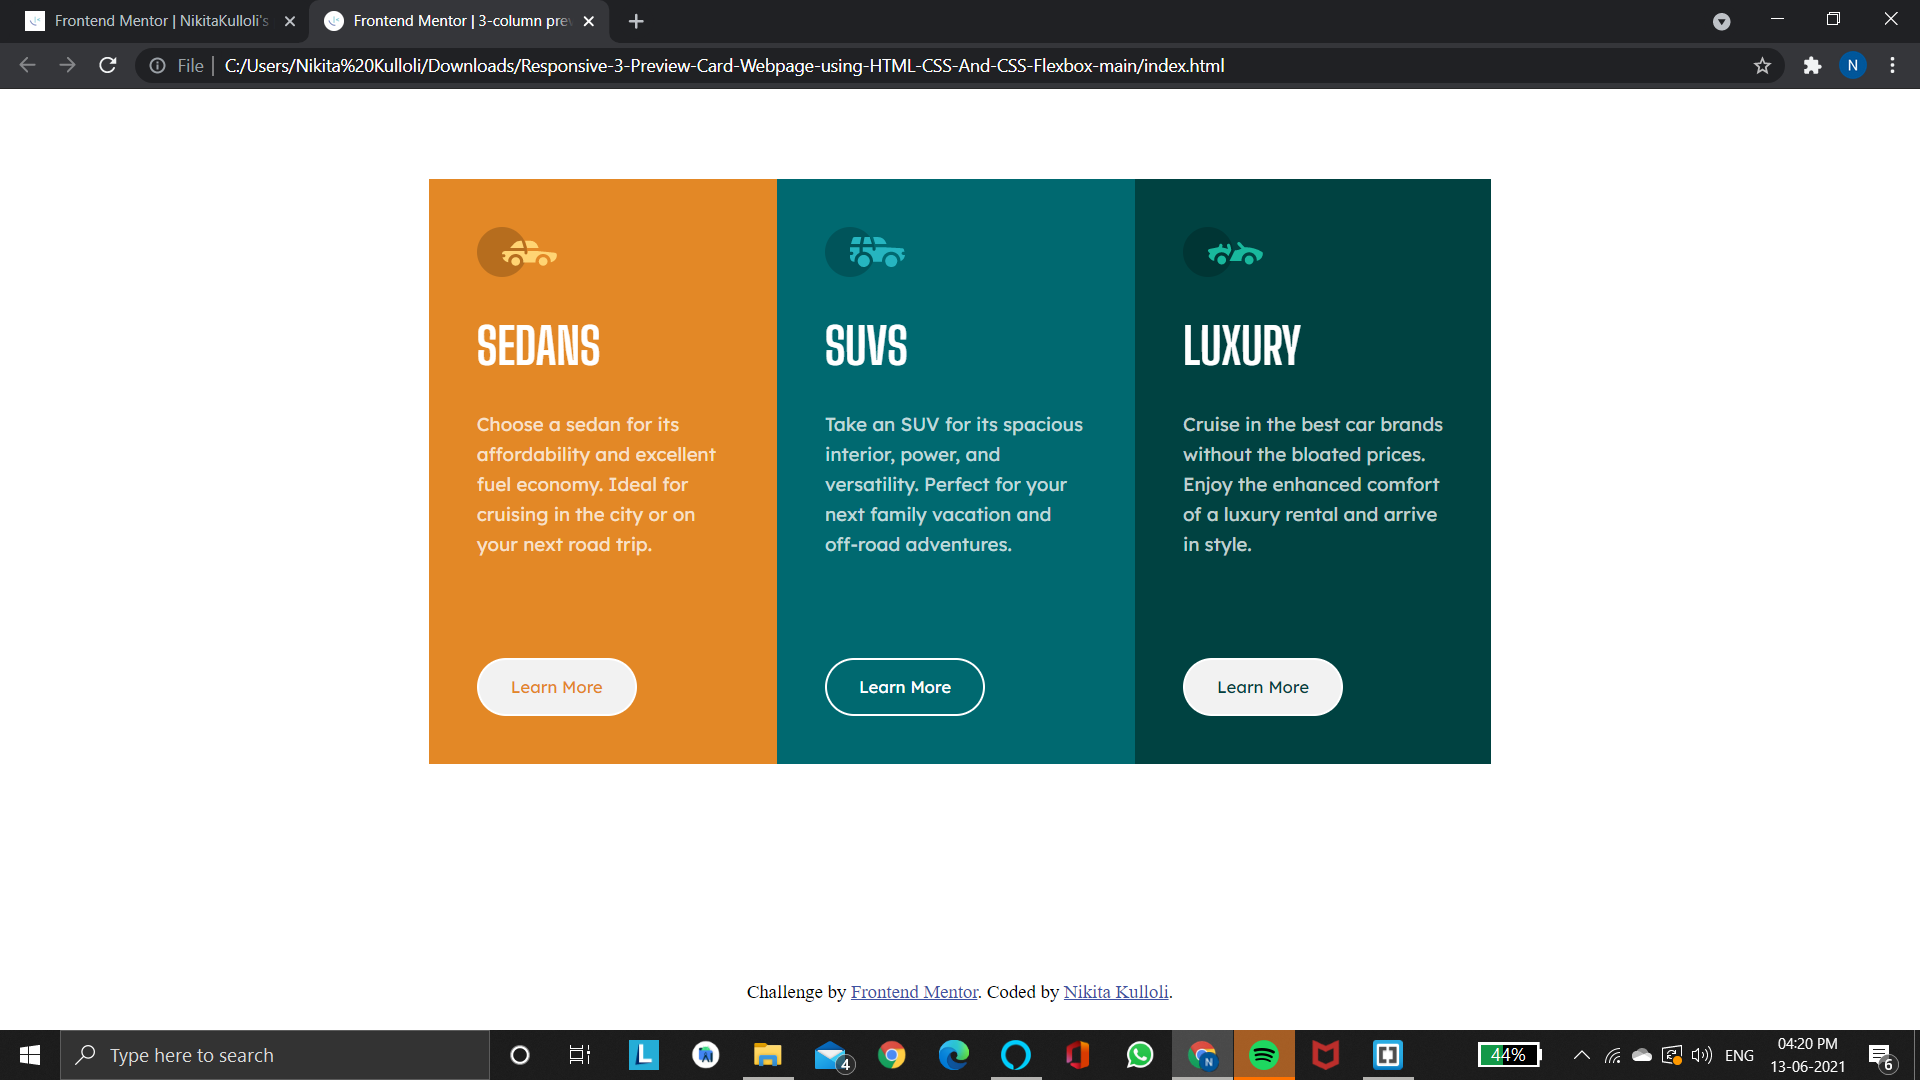 Frontend Mentor | NikitaKulloli's
Frontend Mentor | 3-column prev
File
C:/Users/Nikita%20Kulloli/Downloads/Responsive-3-Preview-Card-Webpage-using-HTML-CSS-And-CSS-Flexbox-main/index.html
N
SEDANS
Choose a sedan for its
affordability and excellent
fuel economy. Ideal for
cruising in the city or on
your next road trip.
Learn More
SUVS
Take an SUV for its spacious
interior, power, and
versatility. Perfect for your
next family vacation and
off-road adventures.
Learn More
LUXURY
Cruise in the best car brands
without the bloated prices.
Enjoy the enhanced comfort
of a luxury rental and arrive
in style.
Learn More
Challenge by Frontend Mentor. Coded by Nikita Kulloli.
Type here to search
L
4
N
44%
ENG
04:20 PM
13-06-2021
6